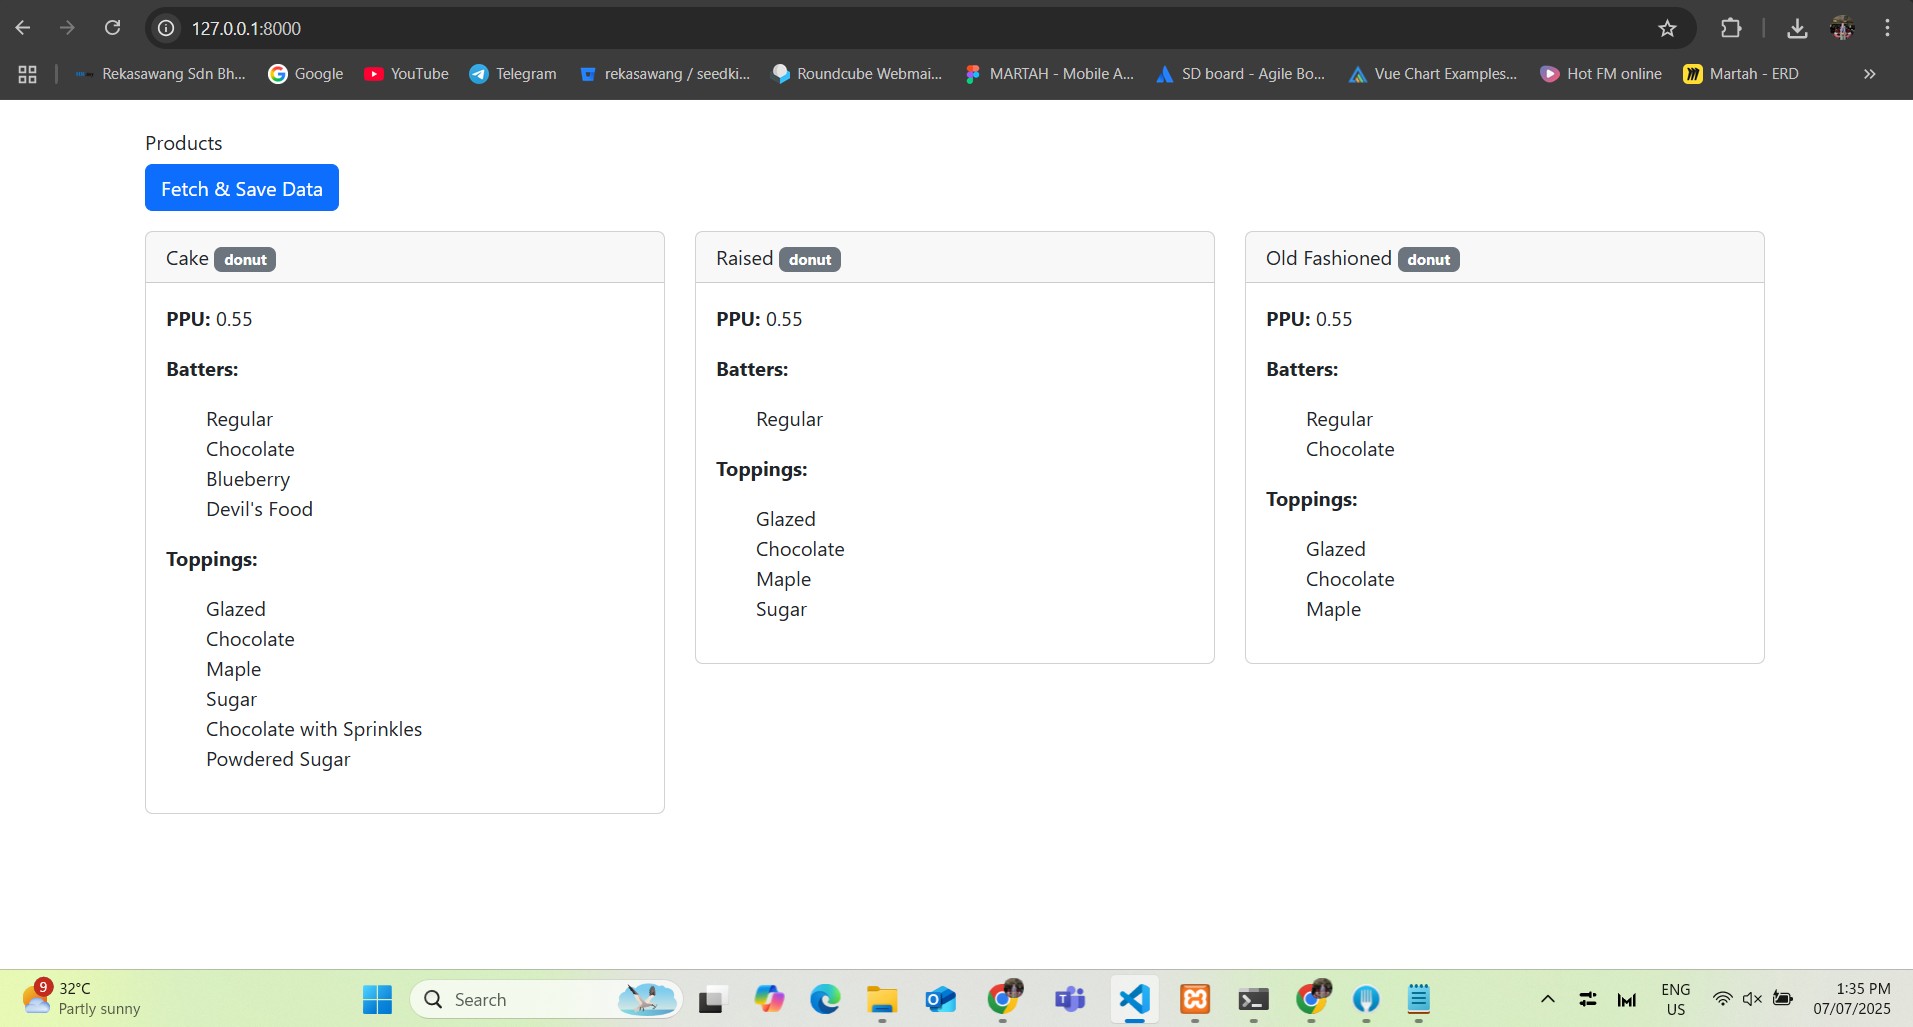 127.0.0.1:8000
Rekasawang Sdn Bh...
Google
YouTube
Telegram
rekasawang / seedki...
Roundcube Webmai...
MARTAH - Mobile A...
SD board - Agile Bo...
Vue Chart Examples...
Hot FM online
Martah - ERD
Products
Fetch & Save Data
Cake donut
PPU: 0.55
Batters:
Regular
Chocolate
Blueberry
Devil's Food
Toppings:
Glazed
Chocolate
Maple
Sugar
Chocolate with Sprinkles
Powdered Sugar
Raised donut
PPU: 0.55
Batters:
Regular
Toppings:
Glazed
Chocolate
Maple
Sugar
Old Fashioned donut
PPU: 0.55
Batters:
Regular
Chocolate
Toppings:
Glazed
Chocolate
Maple
9
32°C
Partly sunny
Search
ENG
US
1:35 PM
07/07/2025